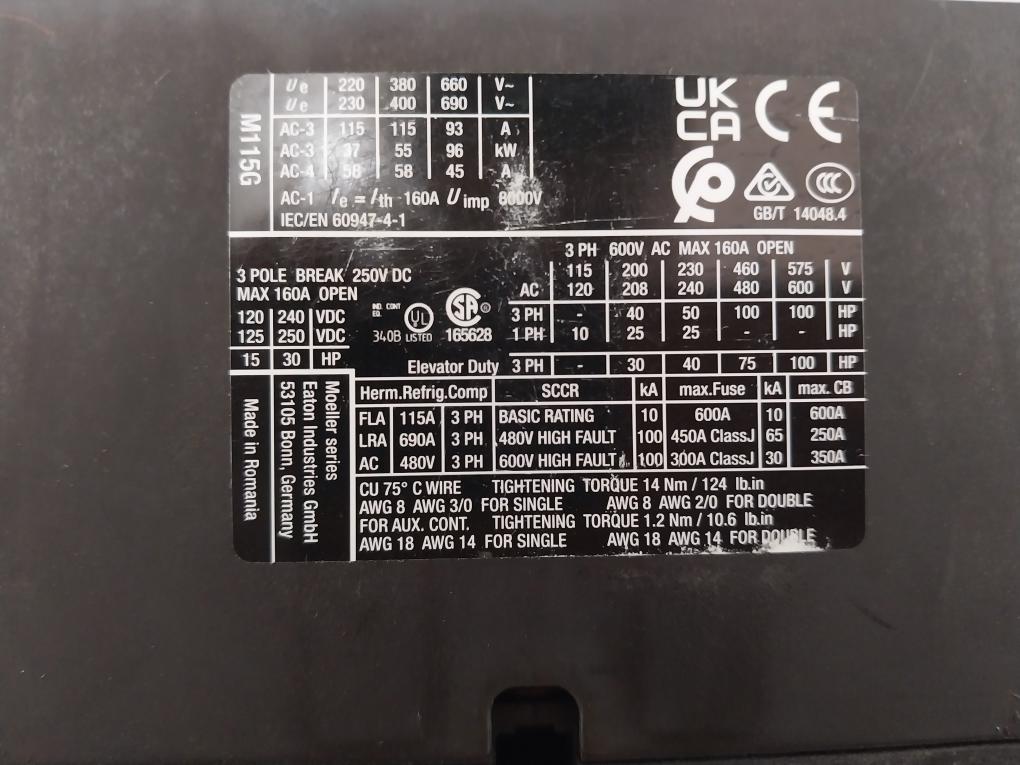 M115G
Ue 220 380 660 V~
Ue 230 400 690 V~
AC-3 115 115 93 A
AC-3 37 55 96 kW
AC-4 58 58 45 A
AC-1 Ie = Ith 160A Uimp 8000V
IEC/EN 60947-4-1
UK
CA
CE
CCC
GB/T 14048.4
3 POLE BREAK 250V DC
MAX 160A OPEN
120 240 VDC
125 250 VDC
15 30 HP
IND. CONT
EQ.
340B
UL
LISTED
SA ®
165628
3 PH 600V AC MAX 160A OPEN
115 200 230 460 575 V
AC 120 208 240 480 600 V
3 PH - 40 50 100 100 HP
1 PH 10 25 25 - - HP
Elevator Duty 3 PH - 30 40 75 100 HP
Made in Romania
Moeller series
Eaton Industries GmbH
53105 Bonn, Germany
Herm.Refrig.Comp SCCR kA max.Fuse kA max. CB
FLA 115A 3 PH BASIC RATING 10 600A 10 600A
LRA 690A 3 PH 480V HIGH FAULT 100 450A ClassJ 65 250A
AC 480V 3 PH 600V HIGH FAULT 100 300A ClassJ 30 350A
CU 75° C WIRE TIGHTENING TORQUE 14 Nm / 124 lb.in
AWG 8 AWG 3/0 FOR SINGLE AWG 8 AWG 2/0 FOR DOUBLE
FOR AUX. CONT. TIGHTENING TORQUE 1.2 Nm / 10.6 lb.in
AWG 18 AWG 14 FOR SINGLE AWG 18 AWG 14 FOR DOUBLE